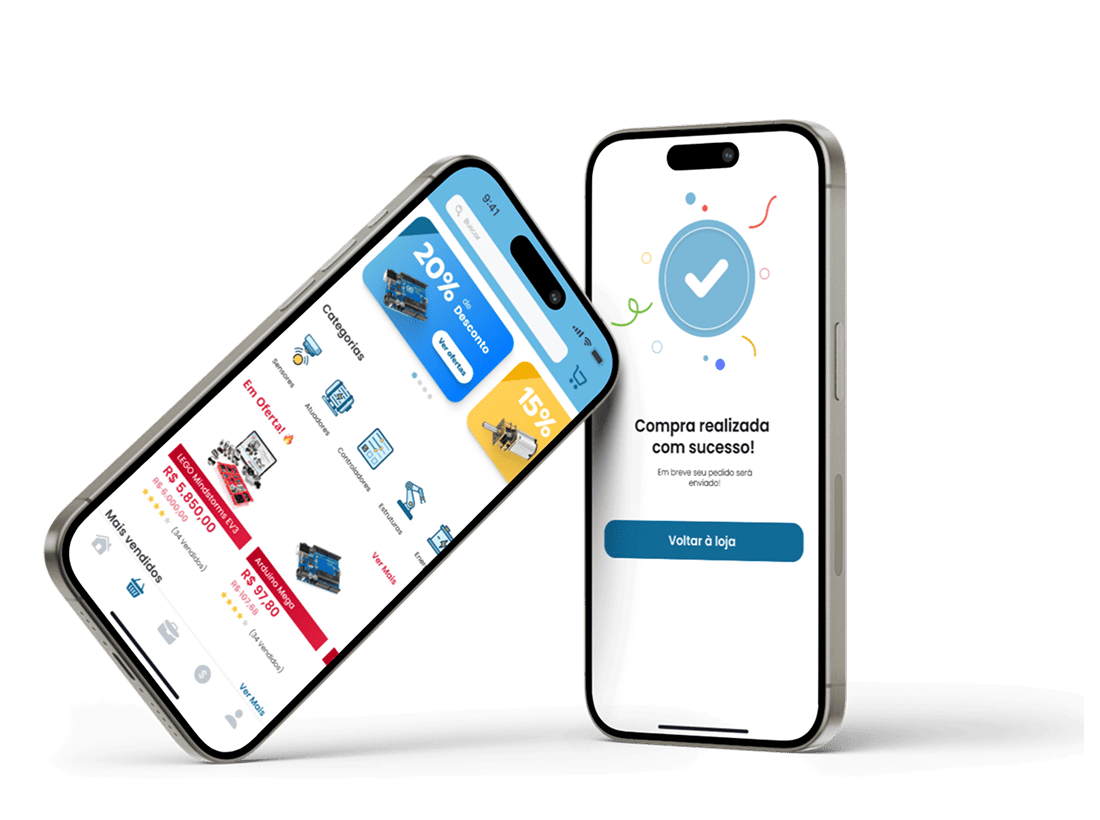 9:41
Buscar
20%
de
Desconto
Ver ofertas
15%
Categorias
Sensores
Atuadores
Controladores
Estruturas
Em Oferta! 🔥
Ver Mais
LEGO Mindstorms EV3
R$ 5.850,00
R$ 6.000,00
(34 Vendidos)
Arduino Mega
R$ 97,80
R$ 107,68
(34 Vendidos)
Mais vendidos
Ver Mais
Compra realizada
com sucesso!
Em breve seu pedido será
enviado!
Voltar à loja